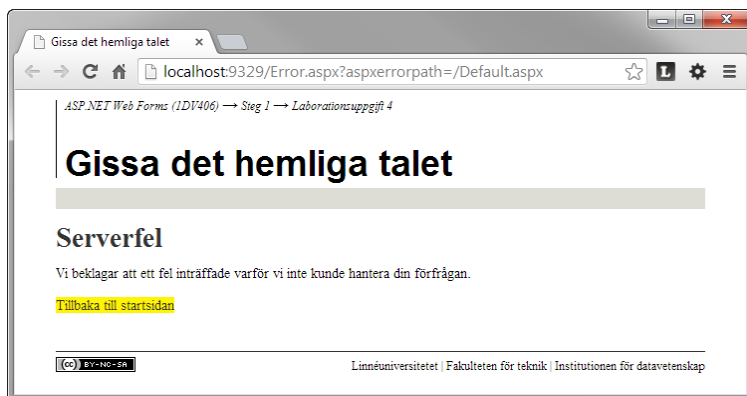 Gissa det hemliga talet
localhost:9329/Error.aspx?aspxerrorpath=/Default.aspx
ASP.NET Web Forms (1DV406) → Steg 1 → Laborationsuppgift 4
Gissa det hemliga talet
Serverfel
Vi beklagar att ett fel inträffade varför vi inte kunde hantera din förfrågan.
Tillbaka till startsidan
(cc) BY-NC-SA
Linnéuniversitetet | Fakulteten för teknik | Institutionen för datavetenskap